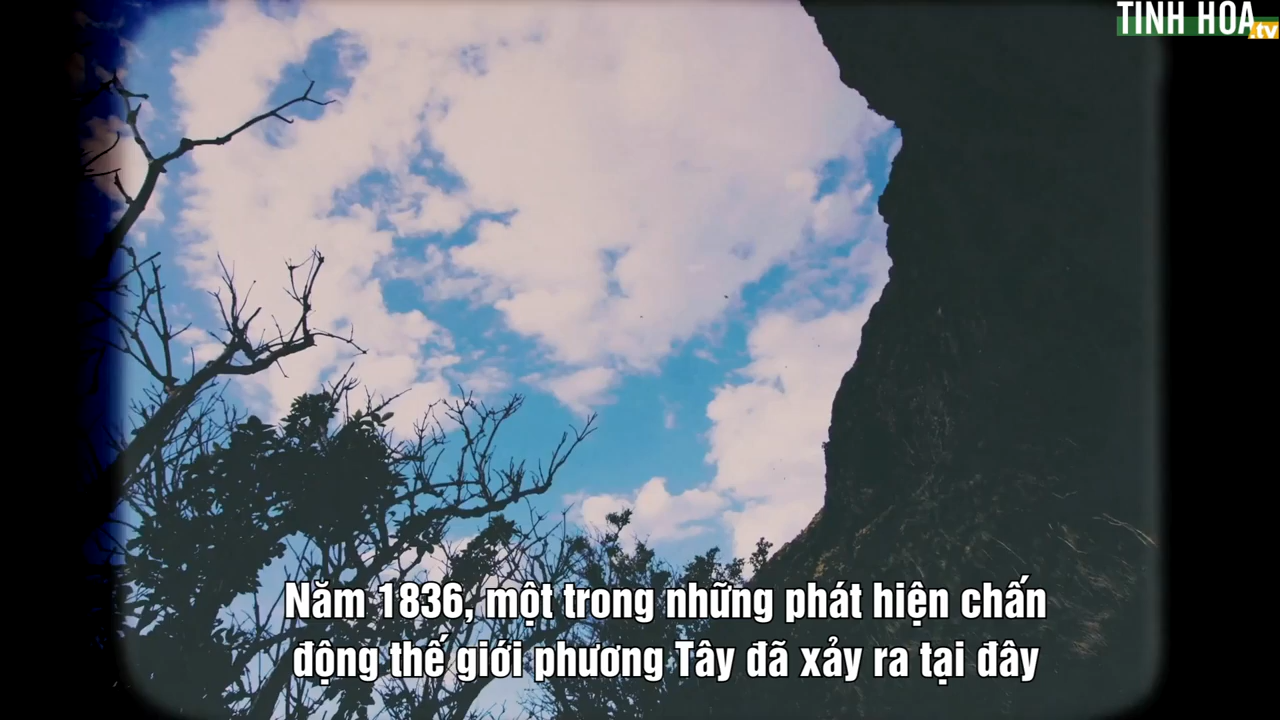 TINH HOA
.tv
Năm 1836, một trong những phát hiện chấn
động thế giới phương Tây đã xảy ra tại đây